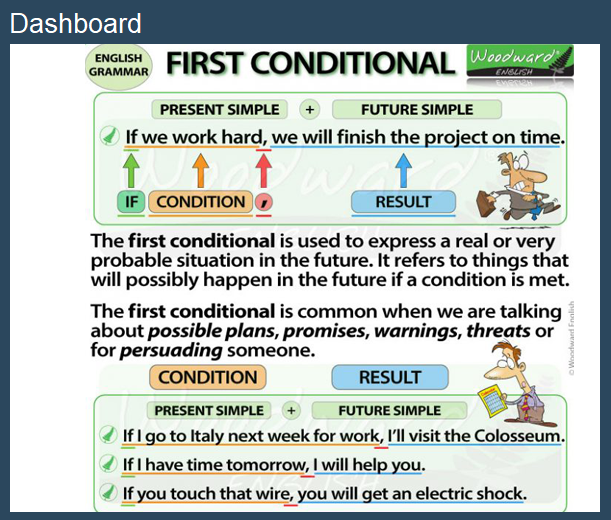 Dashboard
ENGLISH
GRAMMAR
FIRST CONDITIONAL
Woodward®
ENGLISH
PRESENT SIMPLE + FUTURE SIMPLE
If we work hard, we will finish the project on time.
IF CONDITION , RESULT
The first conditional is used to express a real or very
probable situation in the future. It refers to things that
will possibly happen in the future if a condition is met.
The first conditional is common when we are talking
about possible plans, promises, warnings, threats or
for persuading someone.
© Woodward English
CONDITION RESULT
PRESENT SIMPLE + FUTURE SIMPLE
If I go to Italy next week for work, I'll visit the Colosseum.
If I have time tomorrow, I will help you.
If you touch that wire, you will get an electric shock.